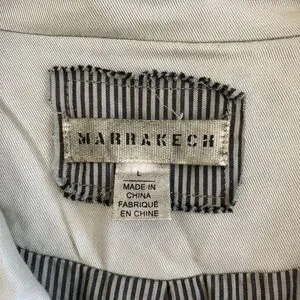 MARRAKECH
L
MADE IN
CHINA
FABRIQUÉ
EN CHINE